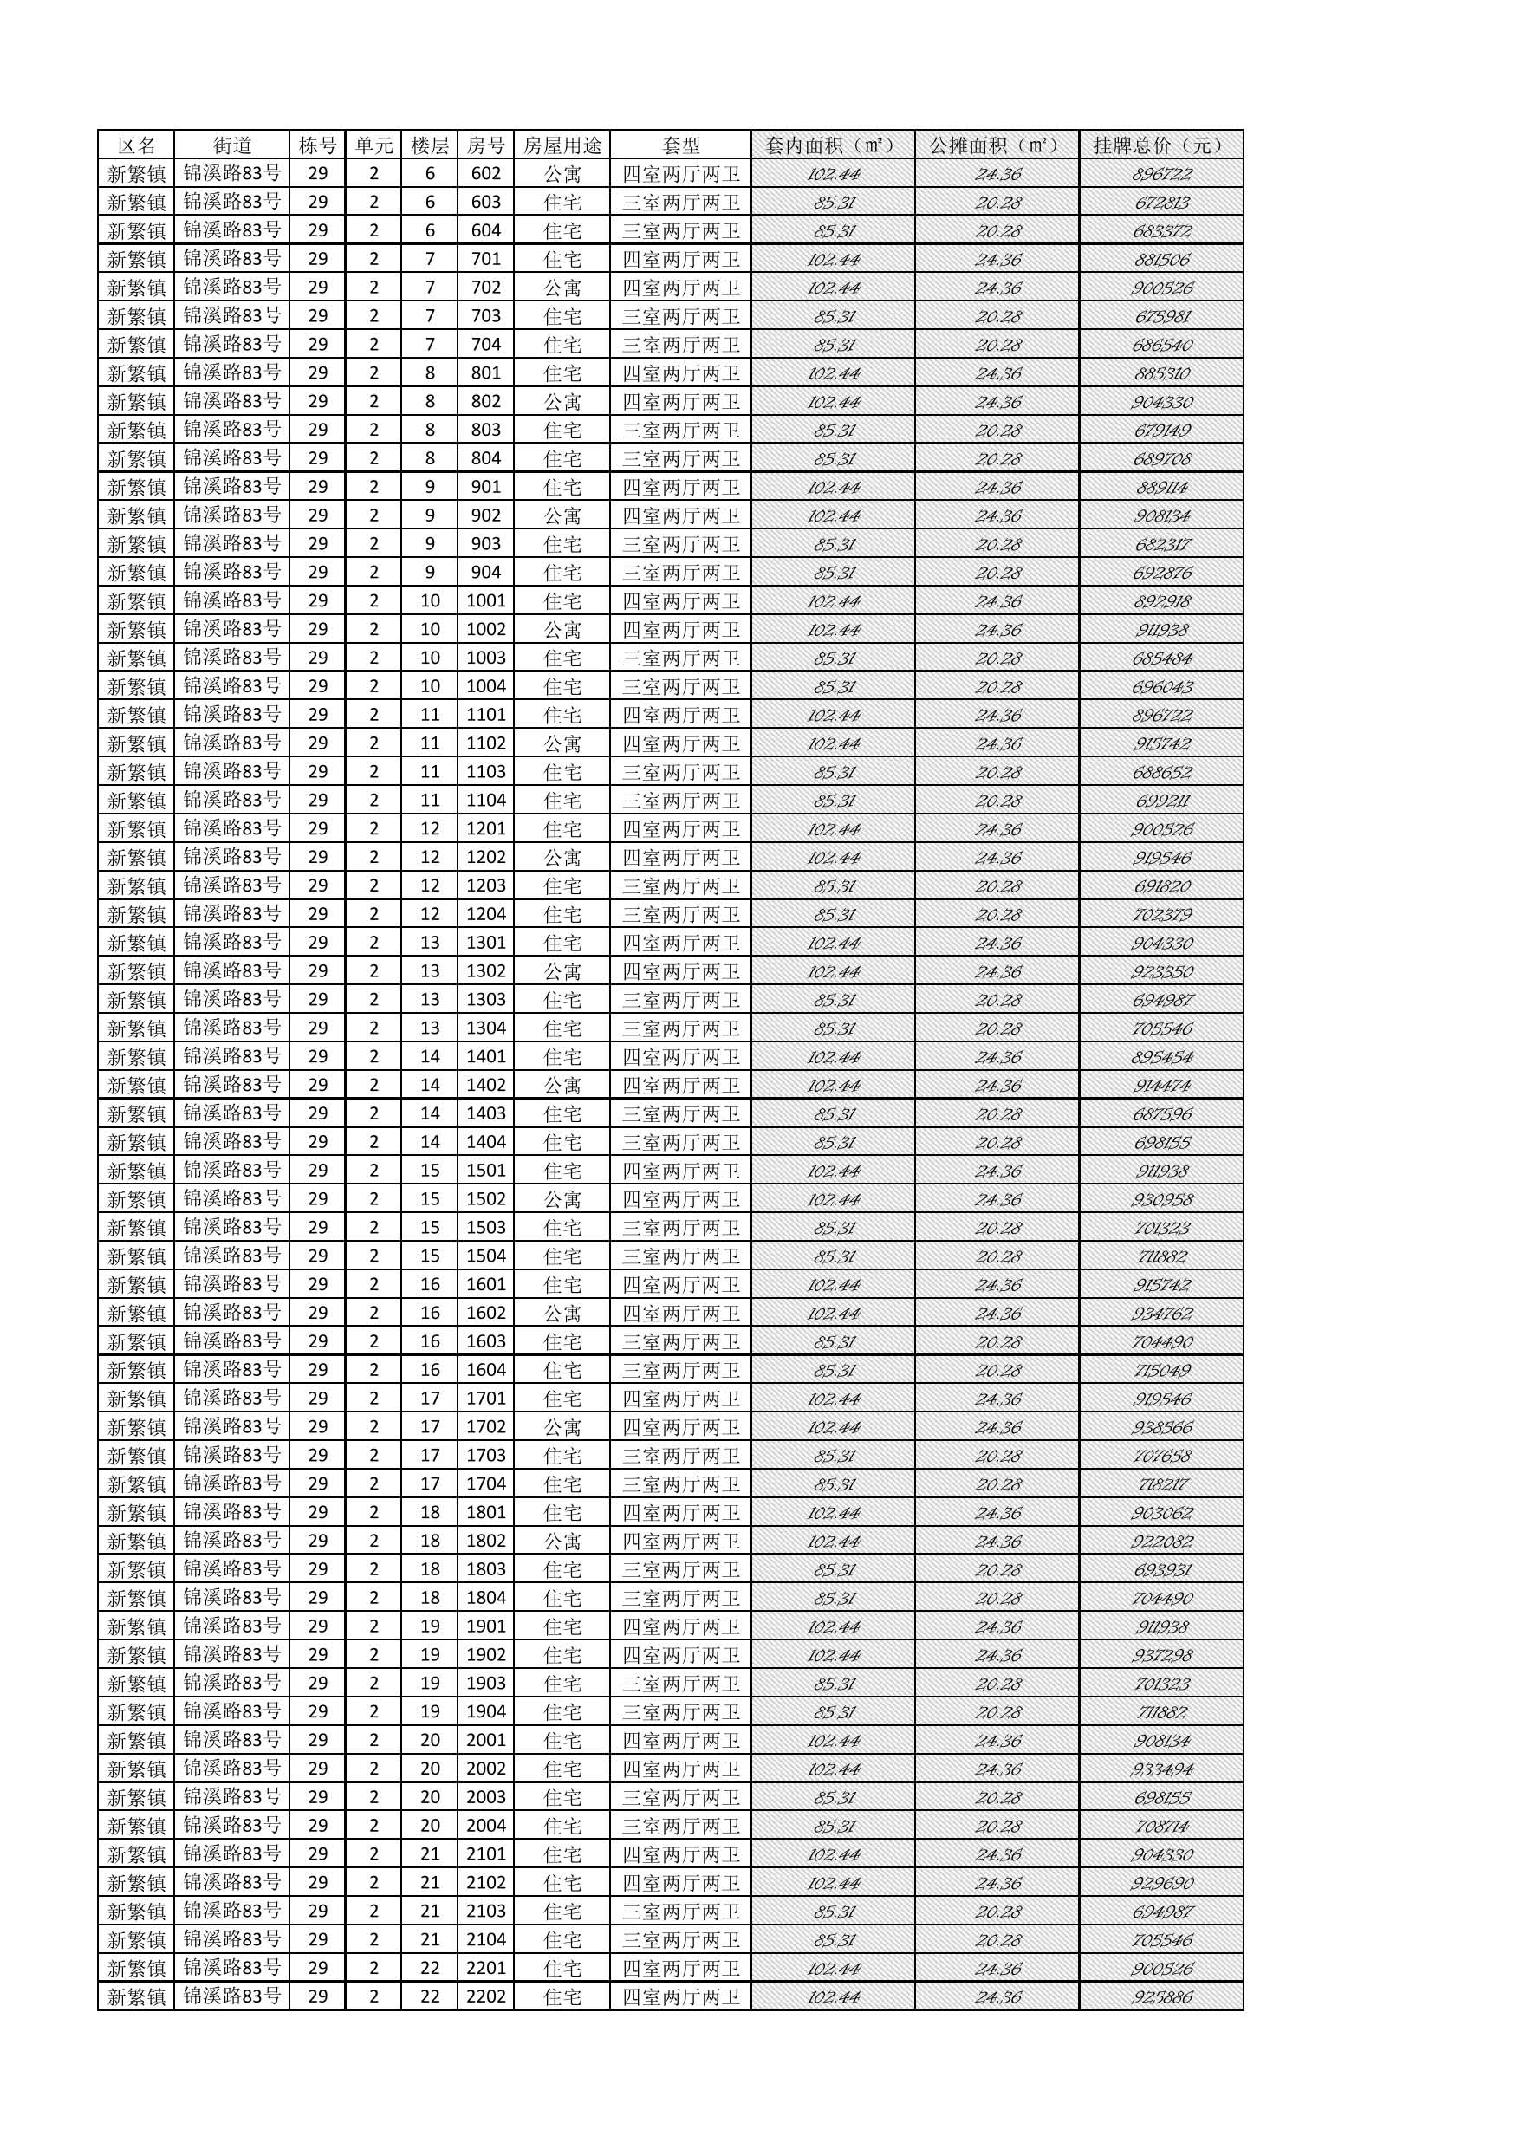 区名 街道 栋号 单元 楼层 房号 房屋用途 套型 套内面积（㎡） 公摊面积（㎡） 挂牌总价（元）
新繁镇 锦溪路83号 29 2 6 602 公寓 四室两厅两卫 102.44 24.36 896722
新繁镇 锦溪路83号 29 2 6 603 住宅 三室两厅两卫 85.31 20.28 672813
新繁镇 锦溪路83号 29 2 6 604 住宅 三室两厅两卫 85.31 20.28 683372
新繁镇 锦溪路83号 29 2 7 701 住宅 四室两厅两卫 102.44 24.36 881506
新繁镇 锦溪路83号 29 2 7 702 公寓 四室两厅两卫 102.44 24.36 900526
新繁镇 锦溪路83号 29 2 7 703 住宅 三室两厅两卫 85.31 20.28 675981
新繁镇 锦溪路83号 29 2 7 704 住宅 三室两厅两卫 85.31 20.28 686540
新繁镇 锦溪路83号 29 2 8 801 住宅 四室两厅两卫 102.44 24.36 885310
新繁镇 锦溪路83号 29 2 8 802 公寓 四室两厅两卫 102.44 24.36 904330
新繁镇 锦溪路83号 29 2 8 803 住宅 三室两厅两卫 85.31 20.28 679149
新繁镇 锦溪路83号 29 2 8 804 住宅 三室两厅两卫 85.31 20.28 689708
新繁镇 锦溪路83号 29 2 9 901 住宅 四室两厅两卫 102.44 24.36 889114
新繁镇 锦溪路83号 29 2 9 902 公寓 四室两厅两卫 102.44 24.36 908134
新繁镇 锦溪路83号 29 2 9 903 住宅 三室两厅两卫 85.31 20.28 682317
新繁镇 锦溪路83号 29 2 9 904 住宅 三室两厅两卫 85.31 20.28 692876
新繁镇 锦溪路83号 29 2 10 1001 住宅 四室两厅两卫 102.44 24.36 892918
新繁镇 锦溪路83号 29 2 10 1002 公寓 四室两厅两卫 102.44 24.36 911938
新繁镇 锦溪路83号 29 2 10 1003 住宅 三室两厅两卫 85.31 20.28 685484
新繁镇 锦溪路83号 29 2 10 1004 住宅 三室两厅两卫 85.31 20.28 696043
新繁镇 锦溪路83号 29 2 11 1101 住宅 四室两厅两卫 102.44 24.36 896722
新繁镇 锦溪路83号 29 2 11 1102 公寓 四室两厅两卫 102.44 24.36 915742
新繁镇 锦溪路83号 29 2 11 1103 住宅 三室两厅两卫 85.31 20.28 688652
新繁镇 锦溪路83号 29 2 11 1104 住宅 三室两厅两卫 85.31 20.28 699211
新繁镇 锦溪路83号 29 2 12 1201 住宅 四室两厅两卫 102.44 24.36 900526
新繁镇 锦溪路83号 29 2 12 1202 公寓 四室两厅两卫 102.44 24.36 919546
新繁镇 锦溪路83号 29 2 12 1203 住宅 三室两厅两卫 85.31 20.28 691820
新繁镇 锦溪路83号 29 2 12 1204 住宅 三室两厅两卫 85.31 20.28 702379
新繁镇 锦溪路83号 29 2 13 1301 住宅 四室两厅两卫 102.44 24.36 904330
新繁镇 锦溪路83号 29 2 13 1302 公寓 四室两厅两卫 102.44 24.36 923350
新繁镇 锦溪路83号 29 2 13 1303 住宅 三室两厅两卫 85.31 20.28 694987
新繁镇 锦溪路83号 29 2 13 1304 住宅 三室两厅两卫 85.31 20.28 705546
新繁镇 锦溪路83号 29 2 14 1401 住宅 四室两厅两卫 102.44 24.36 895454
新繁镇 锦溪路83号 29 2 14 1402 公寓 四室两厅两卫 102.44 24.36 914474
新繁镇 锦溪路83号 29 2 14 1403 住宅 三室两厅两卫 85.31 20.28 687596
新繁镇 锦溪路83号 29 2 14 1404 住宅 三室两厅两卫 85.31 20.28 698155
新繁镇 锦溪路83号 29 2 15 1501 住宅 四室两厅两卫 102.44 24.36 911938
新繁镇 锦溪路83号 29 2 15 1502 公寓 四室两厅两卫 102.44 24.36 930958
新繁镇 锦溪路83号 29 2 15 1503 住宅 三室两厅两卫 85.31 20.28 701323
新繁镇 锦溪路83号 29 2 15 1504 住宅 三室两厅两卫 85.31 20.28 711882
新繁镇 锦溪路83号 29 2 16 1601 住宅 四室两厅两卫 102.44 24.36 915742
新繁镇 锦溪路83号 29 2 16 1602 公寓 四室两厅两卫 102.44 24.36 934762
新繁镇 锦溪路83号 29 2 16 1603 住宅 三室两厅两卫 85.31 20.28 704490
新繁镇 锦溪路83号 29 2 16 1604 住宅 三室两厅两卫 85.31 20.28 715049
新繁镇 锦溪路83号 29 2 17 1701 住宅 四室两厅两卫 102.44 24.36 919546
新繁镇 锦溪路83号 29 2 17 1702 公寓 四室两厅两卫 102.44 24.36 938566
新繁镇 锦溪路83号 29 2 17 1703 住宅 三室两厅两卫 85.31 20.28 707658
新繁镇 锦溪路83号 29 2 17 1704 住宅 三室两厅两卫 85.31 20.28 718217
新繁镇 锦溪路83号 29 2 18 1801 住宅 四室两厅两卫 102.44 24.36 903062
新繁镇 锦溪路83号 29 2 18 1802 公寓 四室两厅两卫 102.44 24.36 922082
新繁镇 锦溪路83号 29 2 18 1803 住宅 三室两厅两卫 85.31 20.28 693931
新繁镇 锦溪路83号 29 2 18 1804 住宅 三室两厅两卫 85.31 20.28 704490
新繁镇 锦溪路83号 29 2 19 1901 住宅 四室两厅两卫 102.44 24.36 911938
新繁镇 锦溪路83号 29 2 19 1902 住宅 四室两厅两卫 102.44 24.36 937298
新繁镇 锦溪路83号 29 2 19 1903 住宅 三室两厅两卫 85.31 20.28 701323
新繁镇 锦溪路83号 29 2 19 1904 住宅 三室两厅两卫 85.31 20.28 711882
新繁镇 锦溪路83号 29 2 20 2001 住宅 四室两厅两卫 102.44 24.36 908134
新繁镇 锦溪路83号 29 2 20 2002 住宅 四室两厅两卫 102.44 24.36 933494
新繁镇 锦溪路83号 29 2 20 2003 住宅 三室两厅两卫 85.31 20.28 698155
新繁镇 锦溪路83号 29 2 20 2004 住宅 三室两厅两卫 85.31 20.28 708714
新繁镇 锦溪路83号 29 2 21 2101 住宅 四室两厅两卫 102.44 24.36 904330
新繁镇 锦溪路83号 29 2 21 2102 住宅 四室两厅两卫 102.44 24.36 929690
新繁镇 锦溪路83号 29 2 21 2103 住宅 三室两厅两卫 85.31 20.28 694987
新繁镇 锦溪路83号 29 2 21 2104 住宅 三室两厅两卫 85.31 20.28 705546
新繁镇 锦溪路83号 29 2 22 2201 住宅 四室两厅两卫 102.44 24.36 900526
新繁镇 锦溪路83号 29 2 22 2202 住宅 四室两厅两卫 102.44 24.36 925886